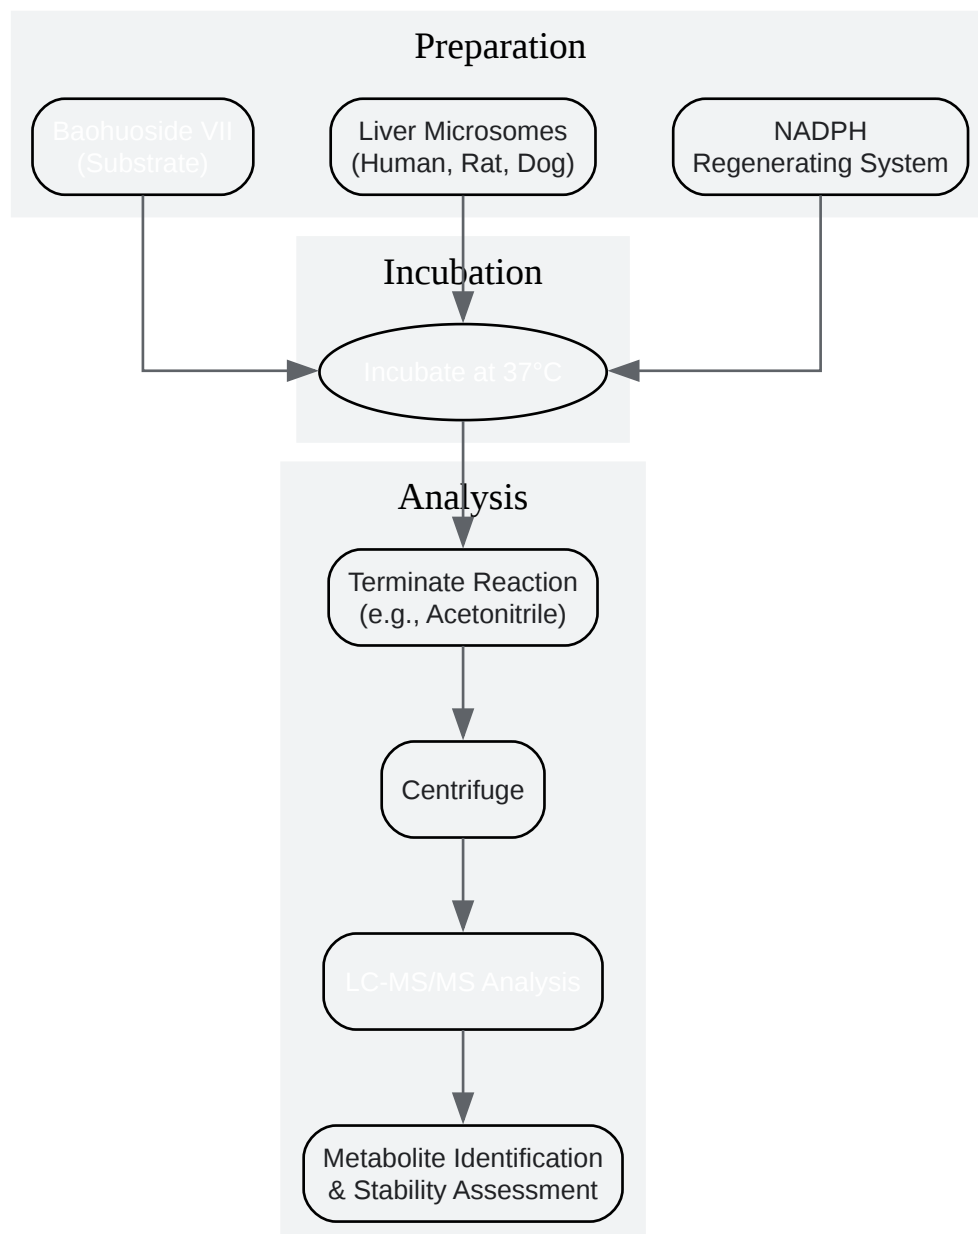 Preparation
Baohuoside VII
(Substrate)
Liver Microsomes
(Human, Rat, Dog)
NADPH
Regenerating System
Incubation
Incubate at 37°C
Analysis
Terminate Reaction
(e.g., Acetonitrile)
Centrifuge
LC-MS/MS Analysis
Metabolite Identification
& Stability Assessment